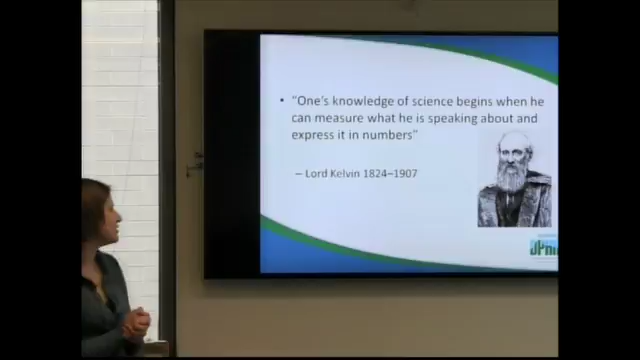 • "One's knowledge of science begins when he
can measure what he is speaking about and
express it in numbers"
– Lord Kelvin 1824–1907